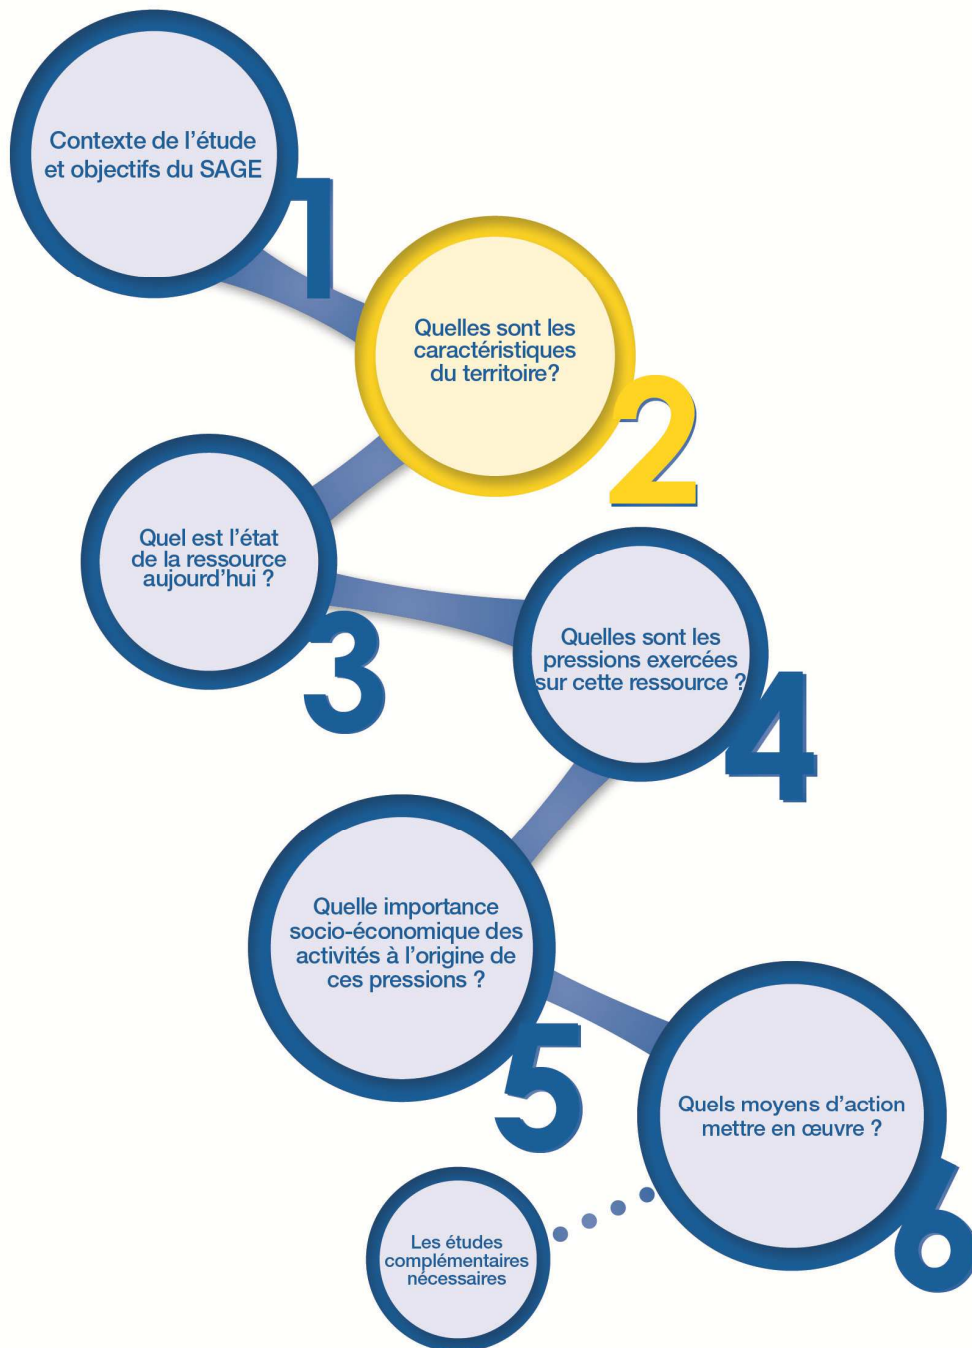 Contexte de l'étude
et objectifs du SAGE
1
Quelles sont les
caractéristiques
du territoire?
2
Quel est l'état
de la ressource
aujourd'hui ?
3
Quelles sont les
pressions exercées
sur cette ressource ?
4
Quelle importance
socio-économique des
activités à l'origine de
ces pressions ?
5
Quels moyens d'action
mettre en œuvre ?
6
Les études
complémentaires
nécessaires